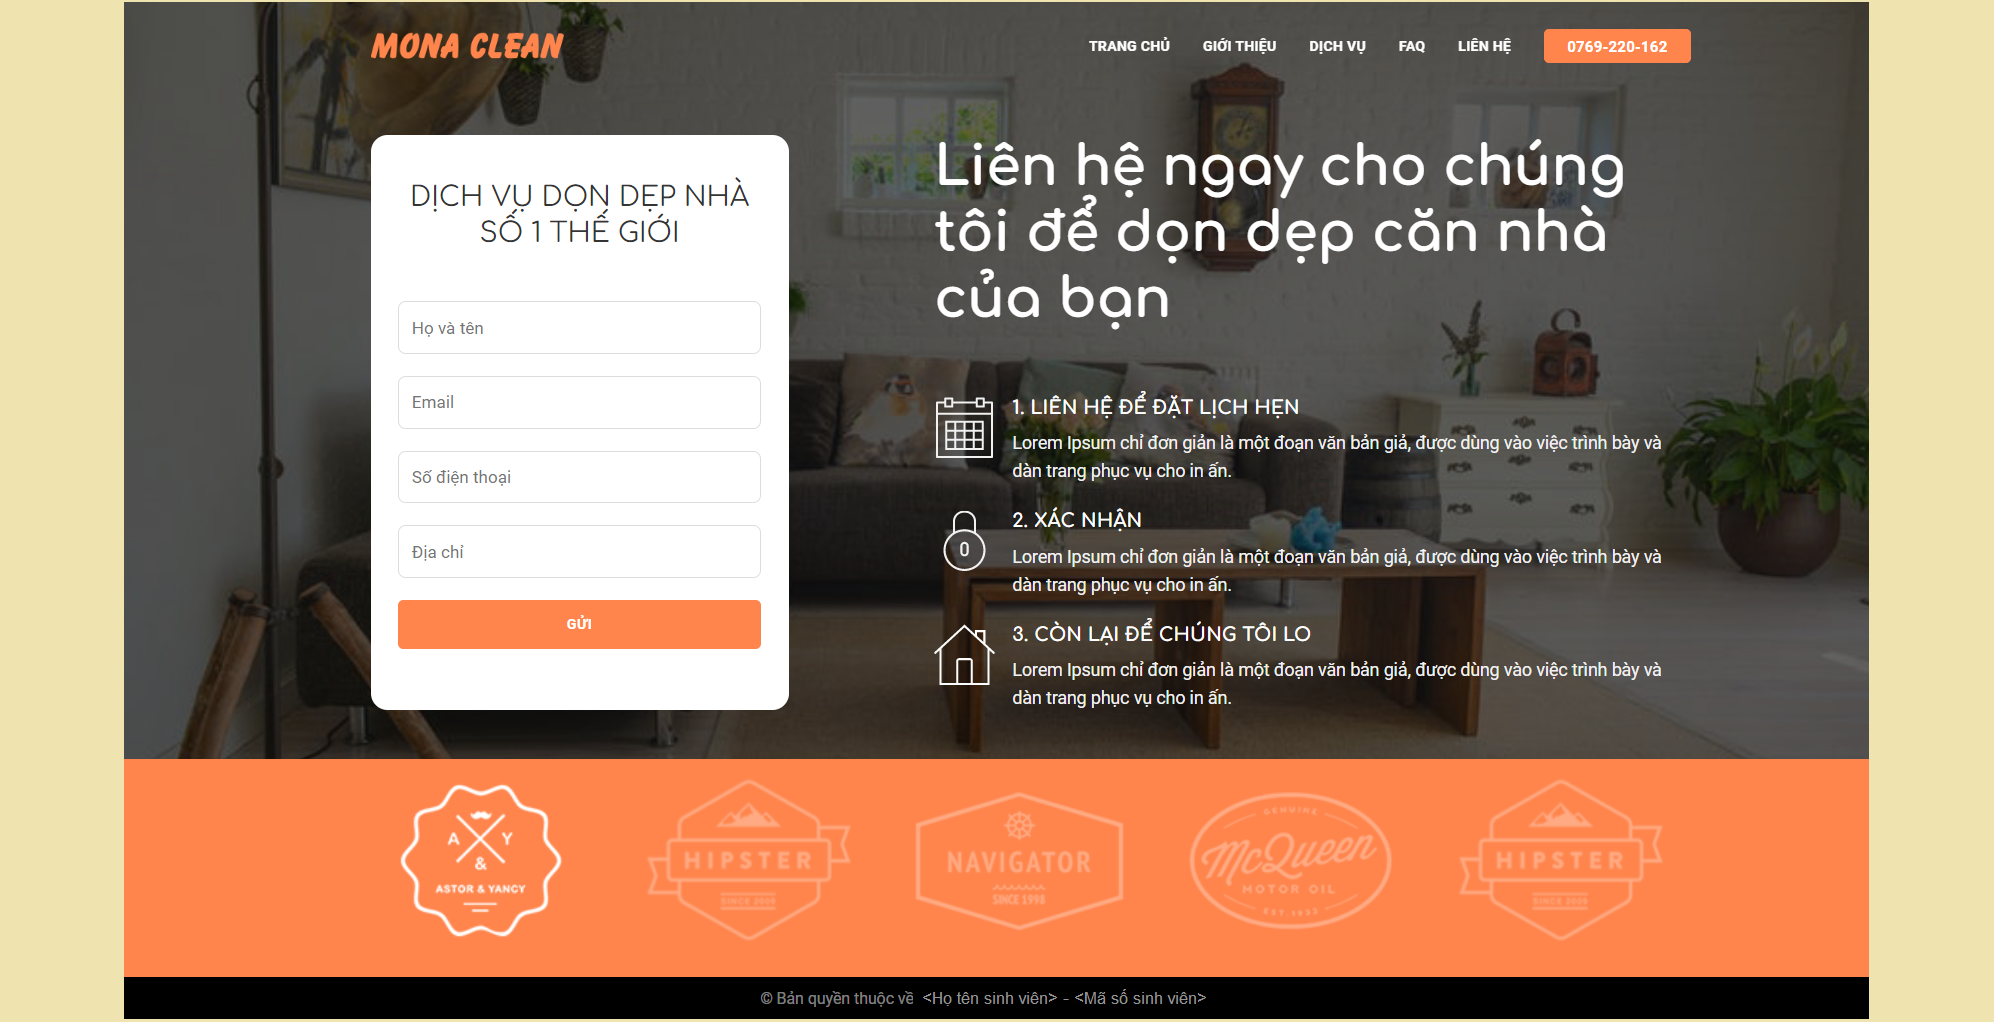 MONA CLEAN
TRANG CHỦ GIỚI THIỆU DỊCH VỤ FAQ LIÊN HỆ 0769-220-162
DỊCH VỤ DỌN DẸP NHÀ
SỐ 1 THẾ GIỚI
Họ và tên
Email
Số điện thoại
Địa chỉ
GỬI
Liên hệ ngay cho chúng
tôi để dọn dẹp căn nhà
của bạn
1. LIÊN HỆ ĐỂ ĐẶT LỊCH HẸN
Lorem Ipsum chỉ đơn giản là một đoạn văn bản giả, được dùng vào việc trình bày và
dàn trang phục vụ cho in ấn.
0
2. XÁC NHẬN
Lorem Ipsum chỉ đơn giản là một đoạn văn bản giả, được dùng vào việc trình bày và
dàn trang phục vụ cho in ấn.
3. CÒN LẠI ĐỂ CHÚNG TÔI LO
Lorem Ipsum chỉ đơn giản là một đoạn văn bản giả, được dùng vào việc trình bày và
dàn trang phục vụ cho in ấn.
A Y
&
ASTOR & YANCY
HIPSTER
SINCE 2009
NAVIGATOR
SINCE 1998
GENUINE
McQueen
MOTOR OIL
EST.1932
HIPSTER
SINCE 2009
© Bản quyền thuộc về <Họ tên sinh viên> - <Mã số sinh viên>